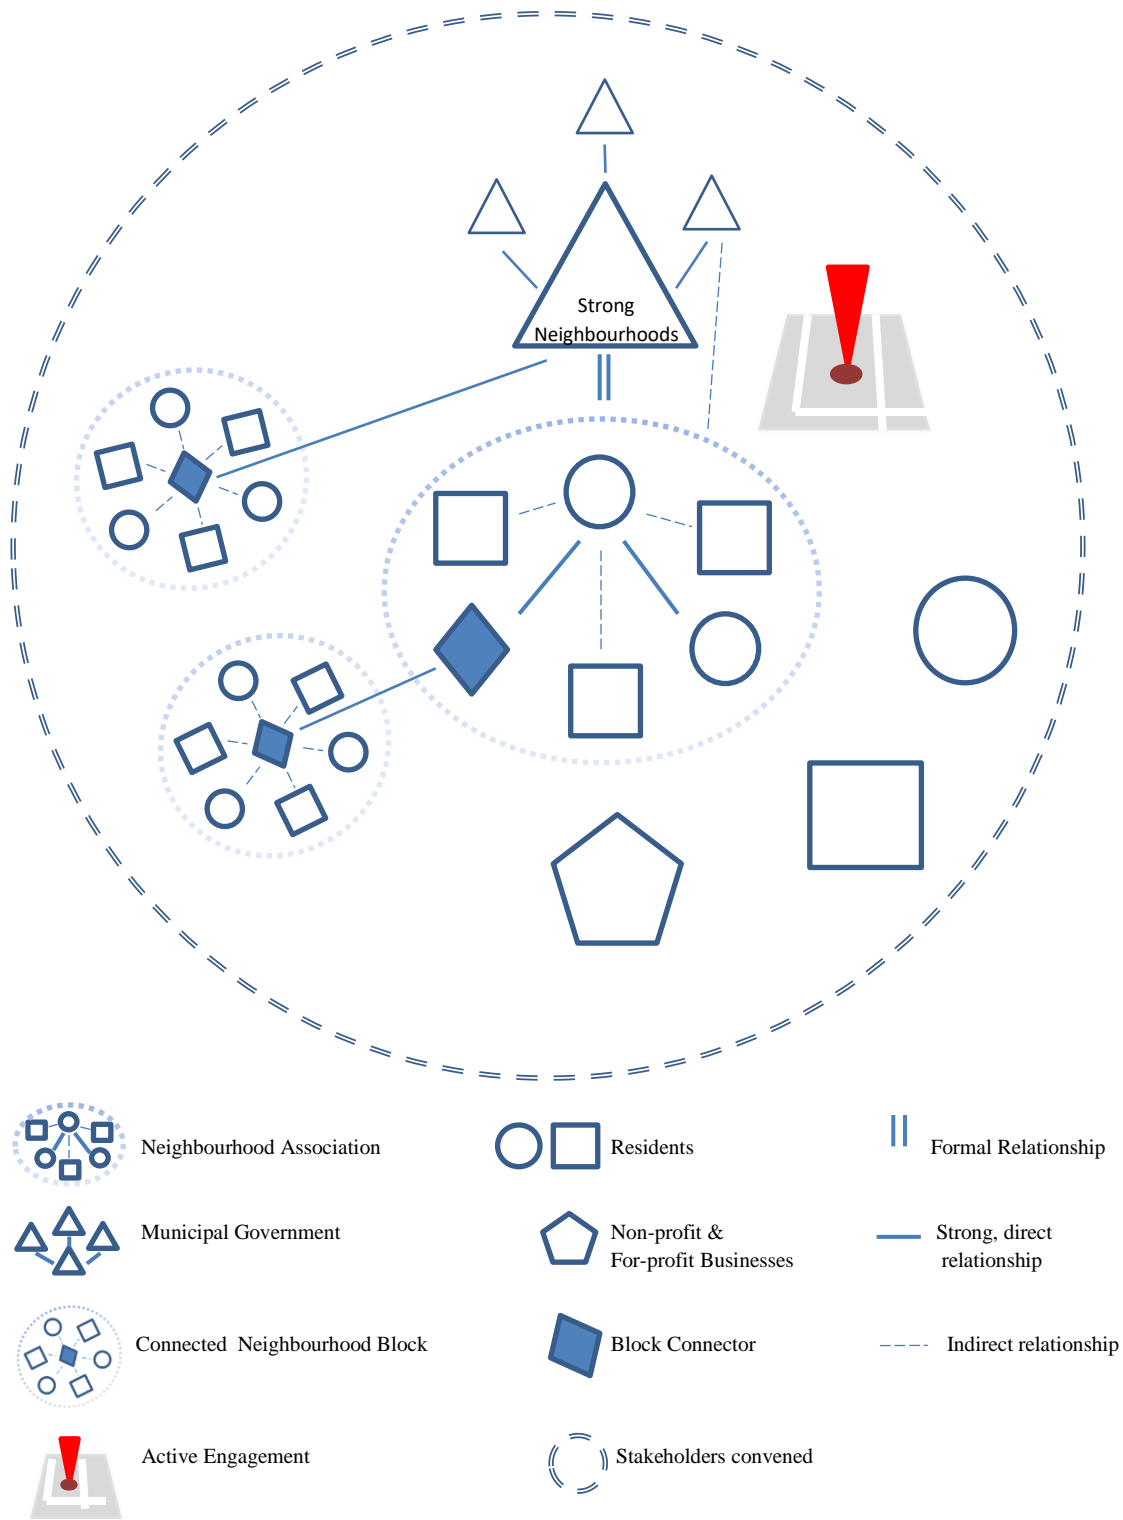 Strong
Neighbourhoods
Neighbourhood Association
Residents
Formal Relationship
Municipal Government
Non-profit &
For-profit Businesses
Strong, direct
relationship
Connected Neighbourhood Block
Block Connector
Indirect relationship
Active Engagement
Stakeholders convened